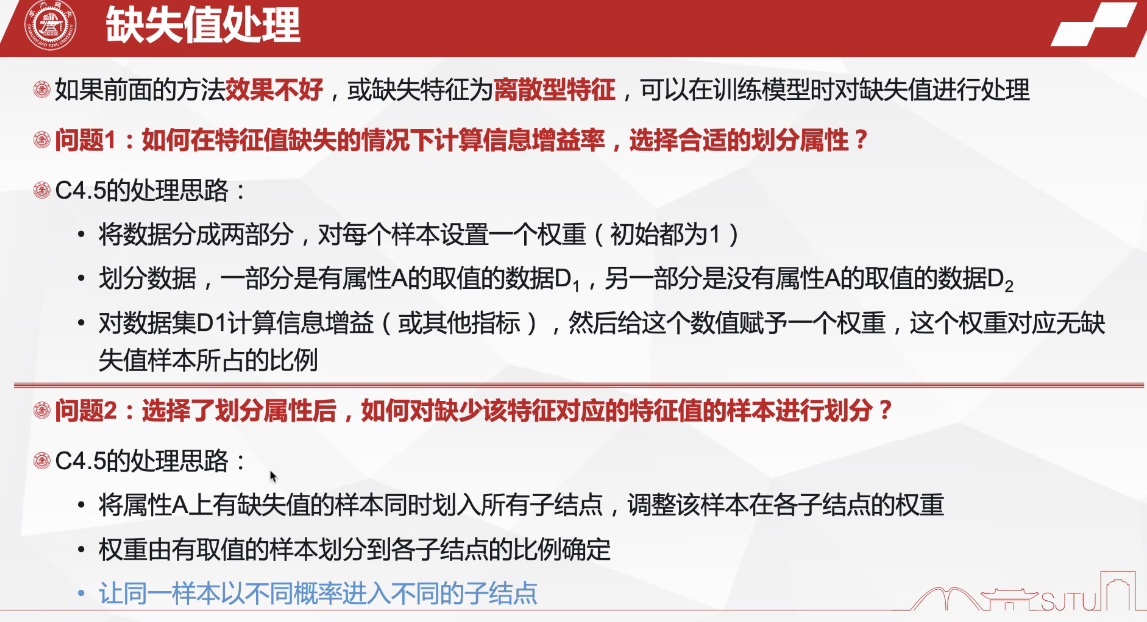 缺失值处理
如果前面的方法效果不好，或缺失特征为离散型特征，可以在训练模型时对缺失值进行处理
问题1：如何在特征值缺失的情况下计算信息增益率，选择合适的划分属性？
C4.5的处理思路：
• 将数据分成两部分，对每个样本设置一个权重（初始都为1）
• 划分数据，一部分是有属性A的取值的数据D1，另一部分是没有属性A的取值的数据D2
• 对数据集D1计算信息增益（或其他指标），然后给这个数值赋予一个权重，这个权重对应无缺
失值样本所占的比例
问题2：选择了划分属性后，如何对缺少该特征对应的特征值的样本进行划分？
C4.5的处理思路：
• 将属性A上有缺失值的样本同时划入所有子结点，调整该样本在各子结点的权重
• 权重由有取值的样本划分到各子结点的比例确定
• 让同一样本以不同概率进入不同的子结点
SJTU